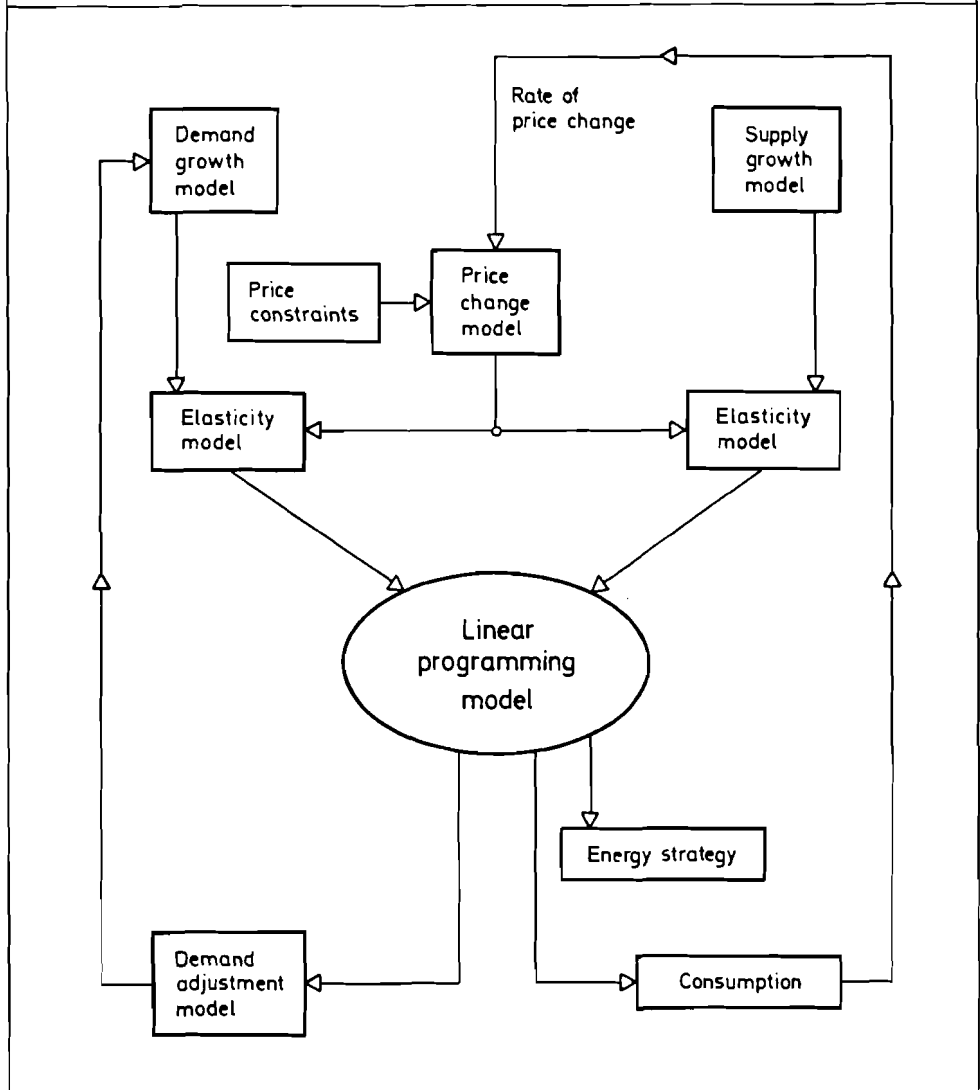 Rate of
price change
Demand
growth
model
Supply
growth
model
Price
constraints
Price
change
model
Elasticity
model
Elasticity
model
Linear
programming
model
Energy strategy
Demand
adjustment
model
Consumption